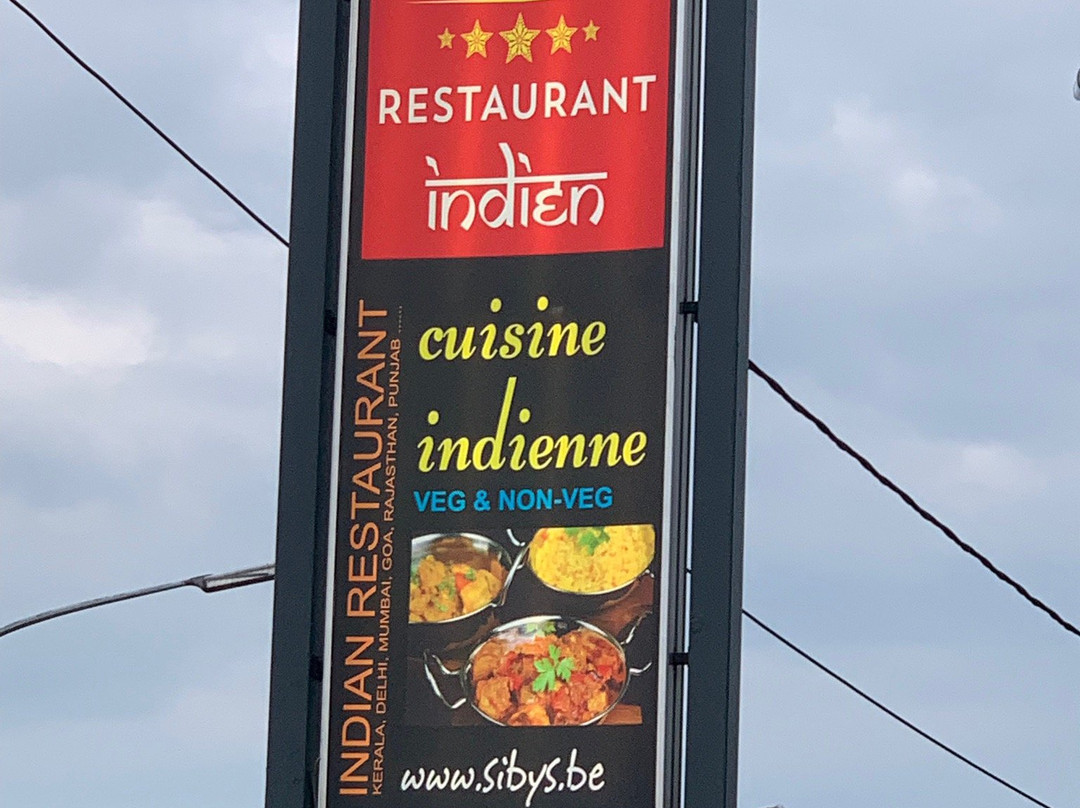 RESTAURANT
indien
cuisine
indienne
VEG & NON-VEG
INDIAN RESTAURANT
KERALA, DELHI, MUMBAI, GOA, RAJASTHAN, PUNJAB ......
www.sibys.be